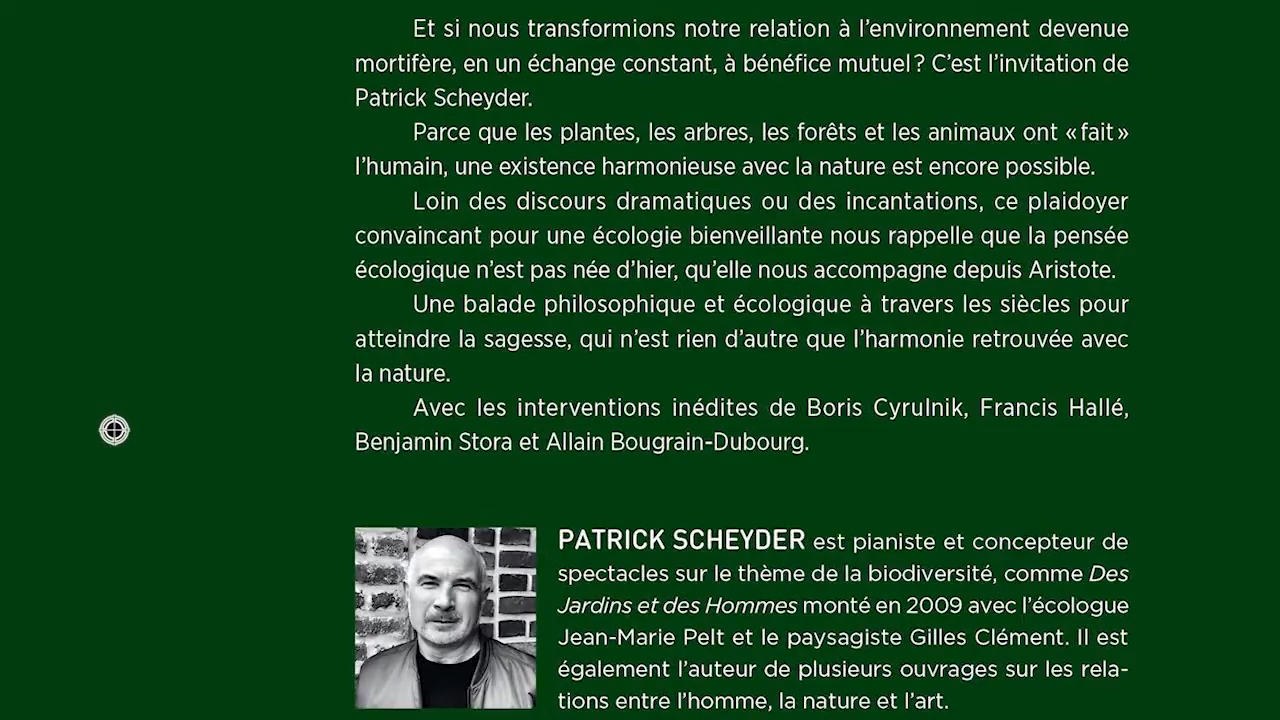 Et si nous transformions notre relation à l’environnement devenue
mortifère, en un échange constant, à bénéfice mutuel ? C’est l’invitation de
Patrick Scheyder.
Parce que les plantes, les arbres, les forêts et les animaux ont « fait »
l’humain, une existence harmonieuse avec la nature est encore possible.
Loin des discours dramatiques ou des incantations, ce plaidoyer
convaincant pour une écologie bienveillante nous rappelle que la pensée
écologique n’est pas née d’hier, qu’elle nous accompagne depuis Aristote.
Une balade philosophique et écologique à travers les siècles pour
atteindre la sagesse, qui n’est rien d’autre que l’harmonie retrouvée avec
la nature.
Avec les interventions inédites de Boris Cyrulnik, Francis Hallé,
Benjamin Stora et Allain Bougrain-Dubourg.
PATRICK SCHEYDER est pianiste et concepteur de
spectacles sur le thème de la biodiversité, comme Des
Jardins et des Hommes monté en 2009 avec l’écologue
Jean-Marie Pelt et le paysagiste Gilles Clément. Il est
également l’auteur de plusieurs ouvrages sur les rela-
tions entre l’homme, la nature et l’art.